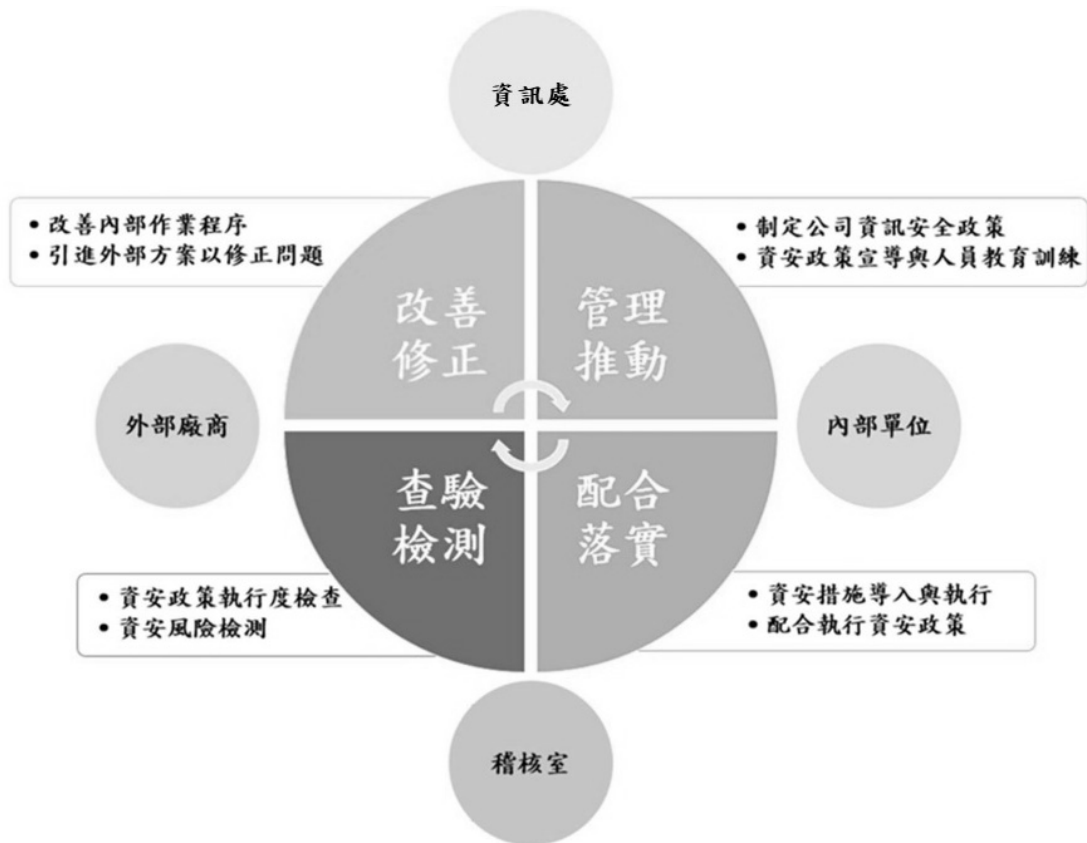 資訊處
• 改善內部作業程序
• 引進外部方案以修正問題
• 制定公司資訊安全政策
• 資安政策宣導與人員教育訓練
改善
修正
管理
推動
外部廠商
內部單位
查驗
檢測
配合
落實
• 資安政策執行度檢查
• 資安風險檢測
• 資安措施導入與執行
• 配合執行資安政策
稽核室